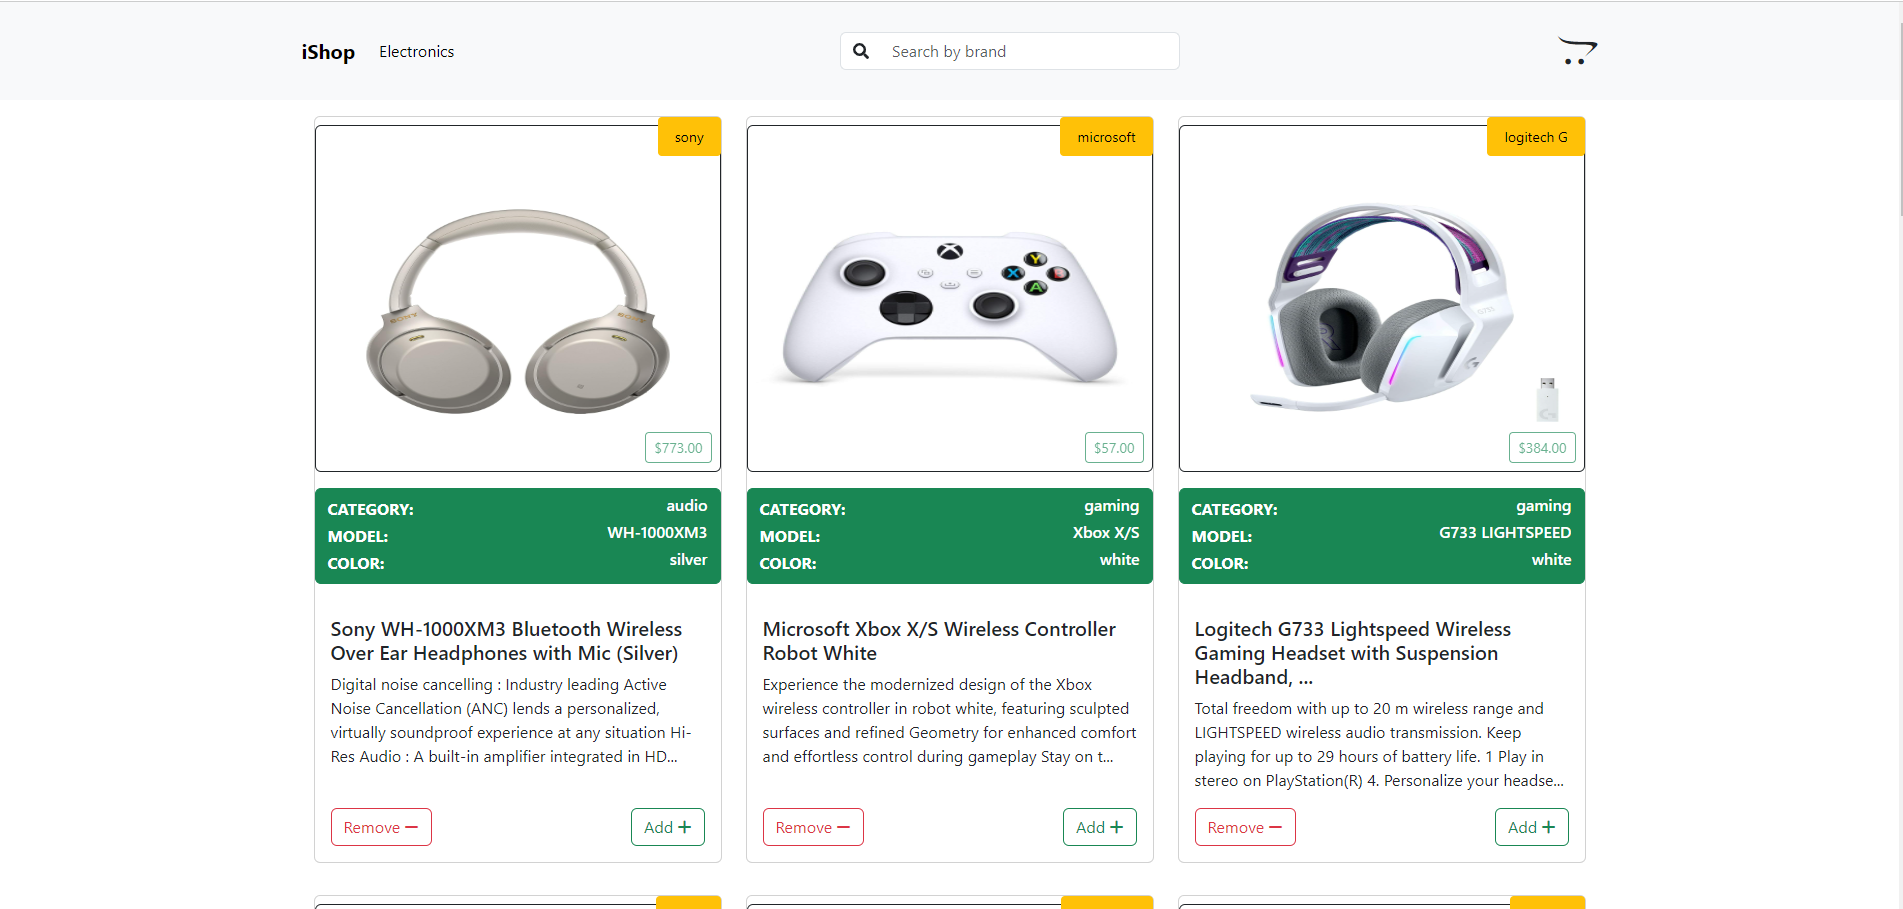 iShop Electronics Search by brand
sony
SONY SONY
$773.00
CATEGORY: audio
MODEL: WH-1000XM3
COLOR: silver
Sony WH-1000XM3 Bluetooth Wireless
Over Ear Headphones with Mic (Silver)
Digital noise cancelling : Industry leading Active
Noise Cancellation (ANC) lends a personalized,
virtually soundproof experience at any situation Hi-
Res Audio : A built-in amplifier integrated in HD...
Remove Add
microsoft
Y
X
A
$57.00
CATEGORY: gaming
MODEL: Xbox X/S
COLOR: white
Microsoft Xbox X/S Wireless Controller
Robot White
Experience the modernized design of the Xbox
wireless controller in robot white, featuring sculpted
surfaces and refined Geometry for enhanced comfort
and effortless control during gameplay Stay on t...
Remove Add
logitech G
$384.00
CATEGORY: gaming
MODEL: G733 LIGHTSPEED
COLOR: white
Logitech G733 Lightspeed Wireless
Gaming Headset with Suspension
Headband, ...
Total freedom with up to 20 m wireless range and
LIGHTSPEED wireless audio transmission. Keep
playing for up to 29 hours of battery life. 1 Play in
stereo on PlayStation(R) 4. Personalize your headse...
Remove Add